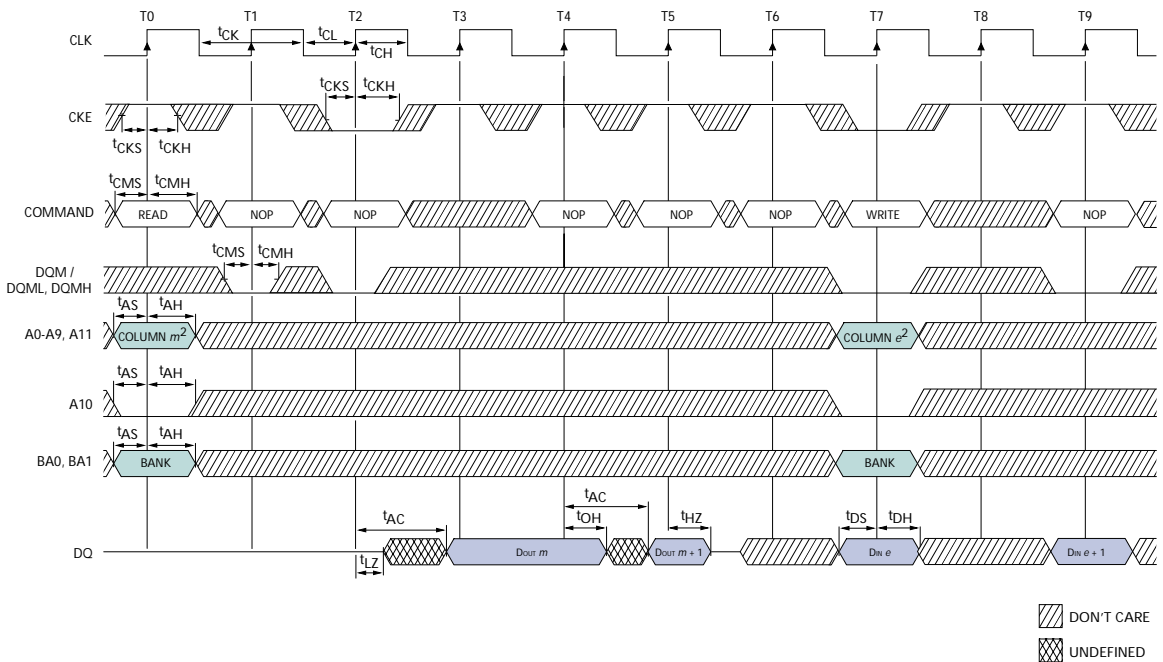 T0 T1 T2 T3 T4 T5 T6 T7 T8 T9
CLK tCK tCL tCH
tCKS tCKH
CKE
tCKS tCKH
tCMS tCMH
COMMAND READ NOP NOP NOP NOP NOP WRITE NOP
tCMS tCMH
DQM /
DQML, DQMH
tAS tAH
A0-A9, A11 COLUMN m2 COLUMN e2
tAS tAH
A10
tAS tAH
BA0, BA1 BANK BANK
tAC tAC tOH tHZ tDS tDH
DQ DOUT m DOUT m + 1 DIN e DIN e + 1
tLZ
DON'T CARE
UNDEFINED